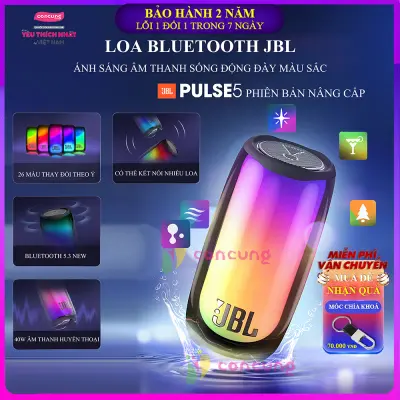 BẢO HÀNH 2 NĂM
LỖI 1 ĐỔI 1 TRONG 7 NGÀY
concung
YÊU THÍCH NHẤT
VIỆT NAM
LOA BLUETOOTH JBL
ÁNH SÁNG ÂM THANH SỐNG ĐỘNG ĐẦY MÀU SẮC
JBL PULSE5 PHIÊN BẢN NÂNG CẤP
26 MÀU THAY ĐỔI THEO Ý
CÓ THỂ KẾT NỐI NHIỀU LOA
BLUETOOTH 5.3 NEW
40W ÂM THANH HUYỀN THOẠI
concung
JBL
MIỄN PHÍ
VẬN CHUYỂN
MUA ĐỂ
NHẬN QUÀ
MÓC CHÌA KHOÁ
70.000 VNĐ